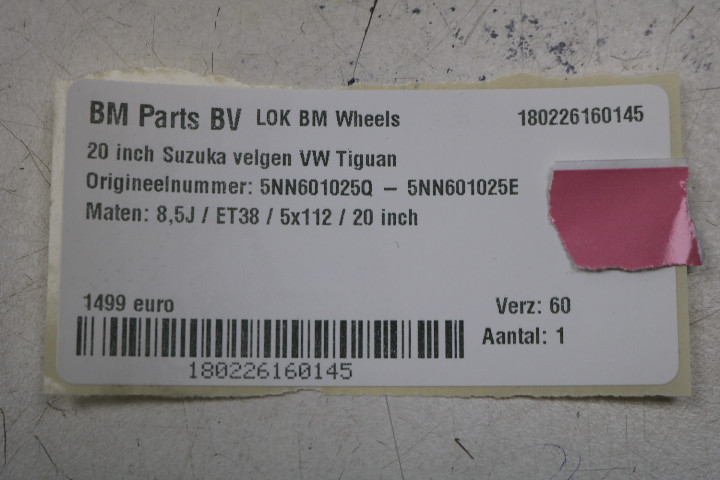 BM Parts BV LOK BM Wheels 180226160145
20 inch Suzuka velgen VW Tiguan
Origineelnummer: 5NN601025Q – 5NN601025E
Maten: 8,5J / ET38 / 5x112 / 20 inch
1499 euro Verz: 60
Aantal: 1
180226160145